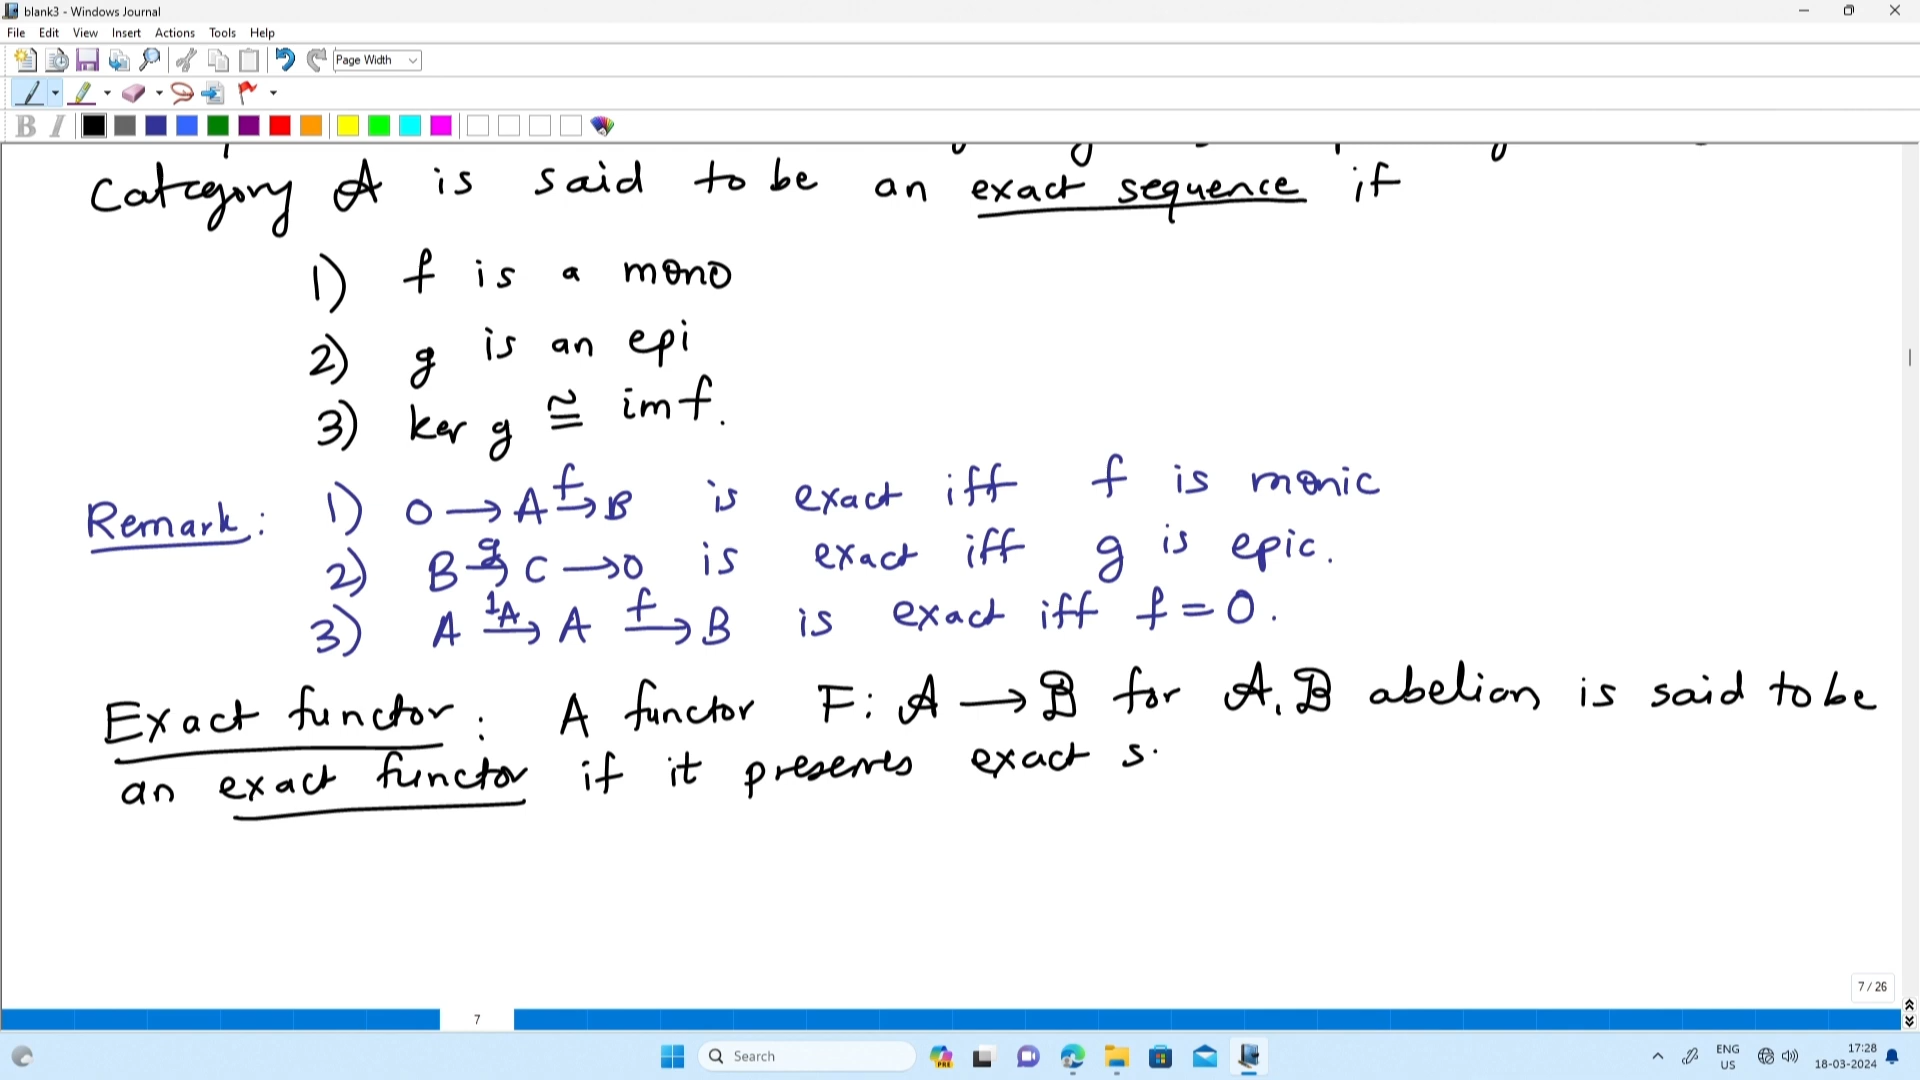 blank3 - Windows Journal
File Edit View Insert Actions Tools Help
Page Width
B I
Category A is said to be an exact sequence if
1) f is a mono
2) g is an epi
3) ker g ≅ im f.
Remark: 1) 0 → A →f B is exact iff f is monic
2) B →g C → 0 is exact iff g is epic.
3) A →1A A →f B is exact iff f = 0.
Exact functor: A functor F: A → B for A, B abelian is said to be
an exact functor if it preserves exact s
7 / 26
7
Search
PRE
ENG
US
17:28
18-03-2024